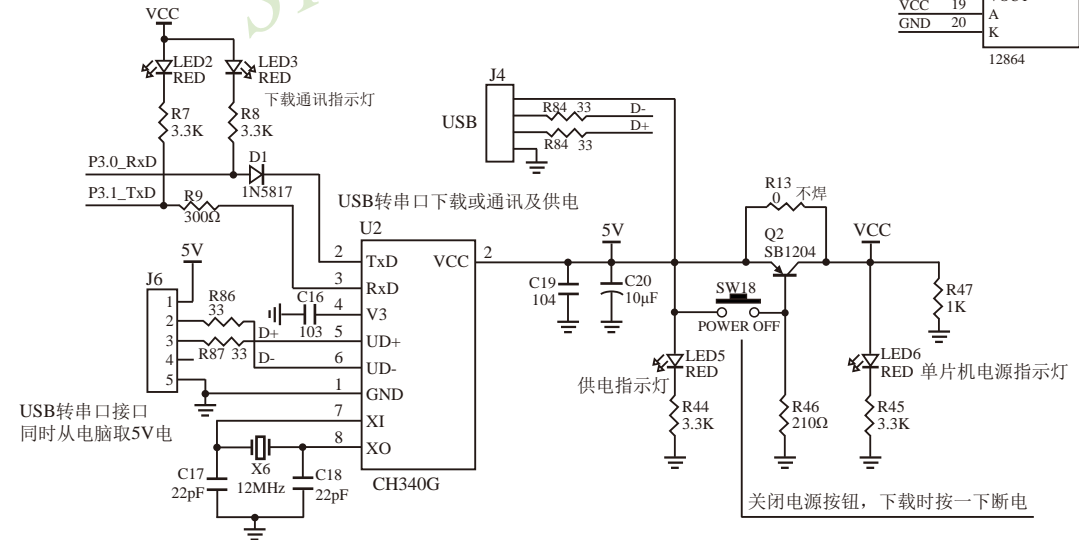 VCC
LED2
RED
LED3
RED
下载通讯指示灯
R7
3.3K
R8
3.3K
P3.0_RxD
D1
1N5817
P3.1_TxD
R9
300Ω
VCC 19
A
GND 20
K
12864
J4
USB
R84 33
D-
D+
R84 33
USB转串口下载或通讯及供电
U2
2
TxD
VCC
2
3
RxD
4
V3
5
UD+
6
UD-
1
GND
7
XI
8
XO
CH340G
5V
J6
1
2
3
4
5
R86
33
D+
R87 33
D-
C16
103
USB转串口接口
同时从电脑取5V电
C17
22pF
X6
12MHz
C18
22pF
5V
C19
104
C20
10μF
R13
0
不焊
Q2
SB1204
VCC
SW18
POWER OFF
R47
1K
LED5
RED
供电指示灯
R44
3.3K
R46
210Ω
LED6
RED
单片机电源指示灯
R45
3.3K
关闭电源按钮，下载时按一下断电